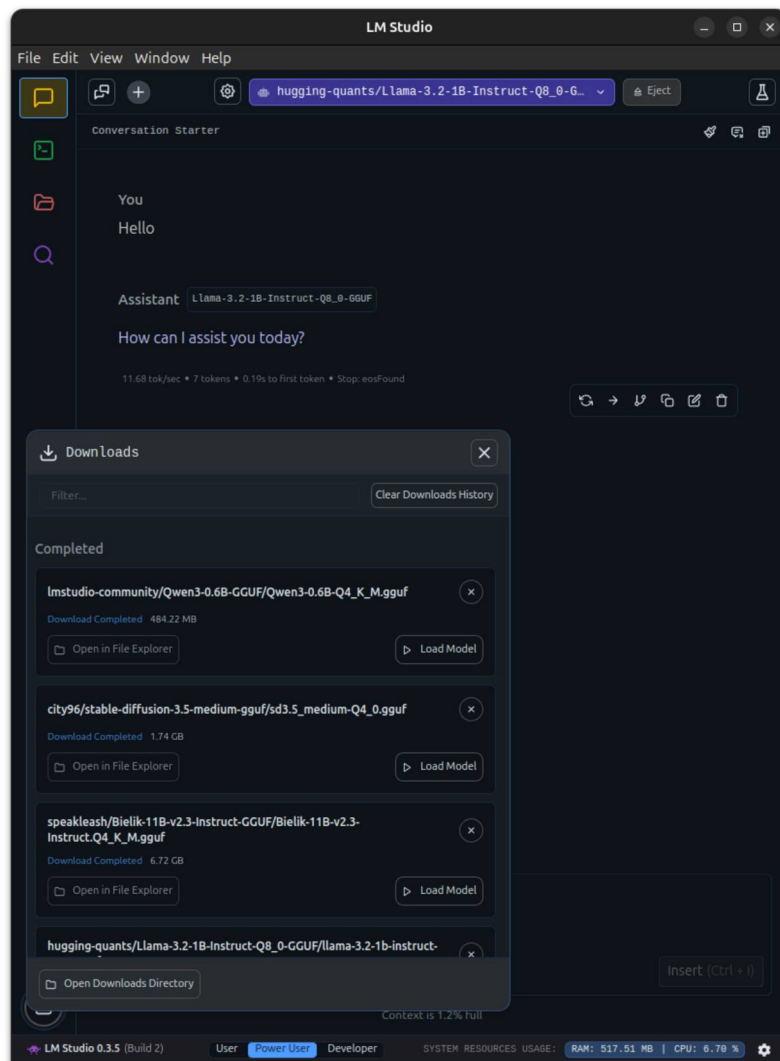 LM Studio
File Edit View Window Help
hugging-quants/Llama-3.2-1B-Instruct-Q8_0-G… Eject
Conversation Starter
You
Hello
Assistant Llama-3.2-1B-Instruct-Q8_0-GGUF
How can I assist you today?
11.68 tok/sec • 7 tokens • 0.19s to first token • Stop: eosFound
Downloads
Filter... Clear Downloads History
Completed
lmstudio-community/Qwen3-0.6B-GGUF/Qwen3-0.6B-Q4_K_M.gguf
Download Completed 484.22 MB
Open in File Explorer Load Model
city96/stable-diffusion-3.5-medium-gguf/sd3.5_medium-Q4_0.gguf
Download Completed 1.74 GB
Open in File Explorer Load Model
speakleash/Bielik-11B-v2.3-Instruct-GGUF/Bielik-11B-v2.3-
Instruct.Q4_K_M.gguf
Download Completed 6.72 GB
Open in File Explorer Load Model
hugging-quants/Llama-3.2-1B-Instruct-Q8_0-GGUF/llama-3.2-1b-instruct-
Open Downloads Directory
Insert (Ctrl + I)
Context is 1.2% full
LM Studio 0.3.5 (Build 2) User Power User Developer SYSTEM RESOURCES USAGE: RAM: 517.51 MB | CPU: 6.70 %